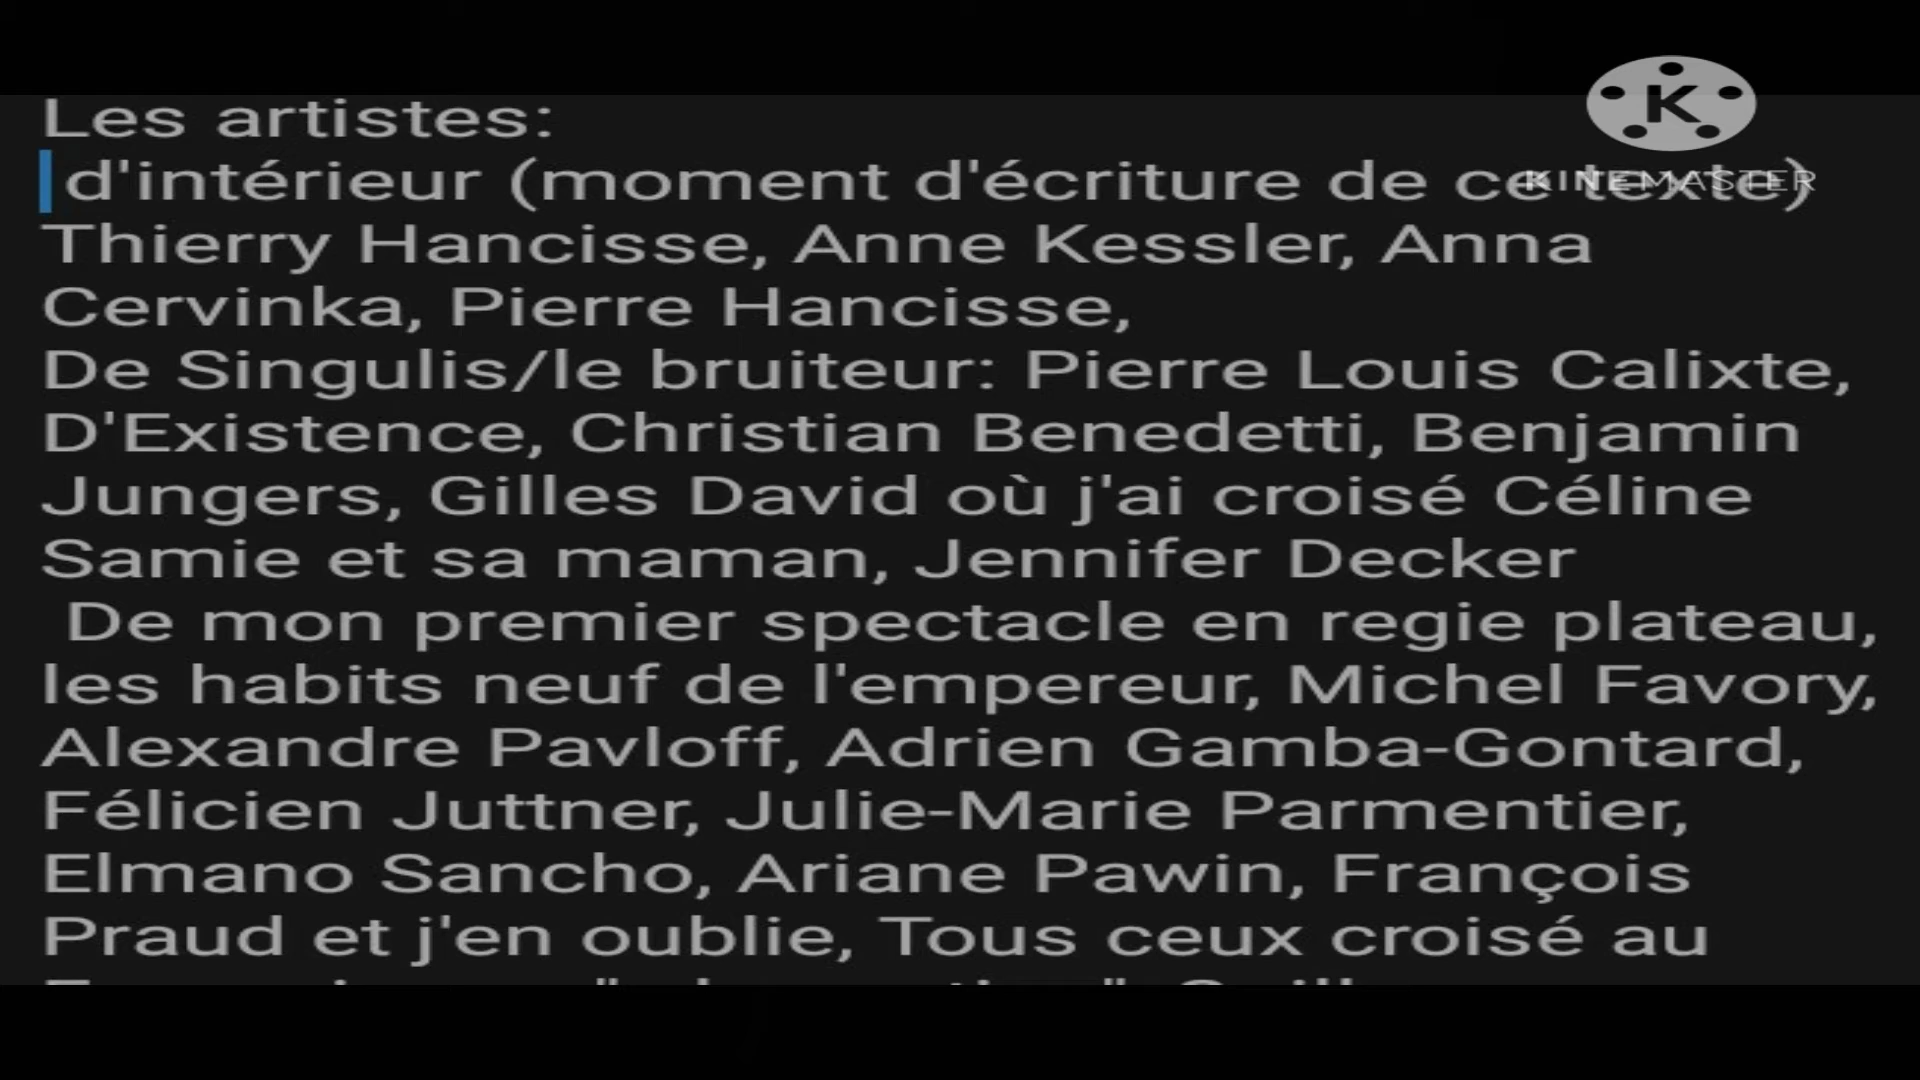 Les artistes:
d'intérieur (moment d'écriture de ce texte)
Thierry Hancisse, Anne Kessler, Anna
Cervinka, Pierre Hancisse,
De Singulis/le bruiteur: Pierre Louis Calixte,
D'Existence, Christian Benedetti, Benjamin
Jungers, Gilles David où j'ai croisé Céline
Samie et sa maman, Jennifer Decker
De mon premier spectacle en regie plateau,
les habits neuf de l'empereur, Michel Favory,
Alexandre Pavloff, Adrien Gamba-Gontard,
Félicien Juttner, Julie-Marie Parmentier,
Elmano Sancho, Ariane Pawin, François
Praud et j'en oublie, Tous ceux croisé au
K
KINEMASTER